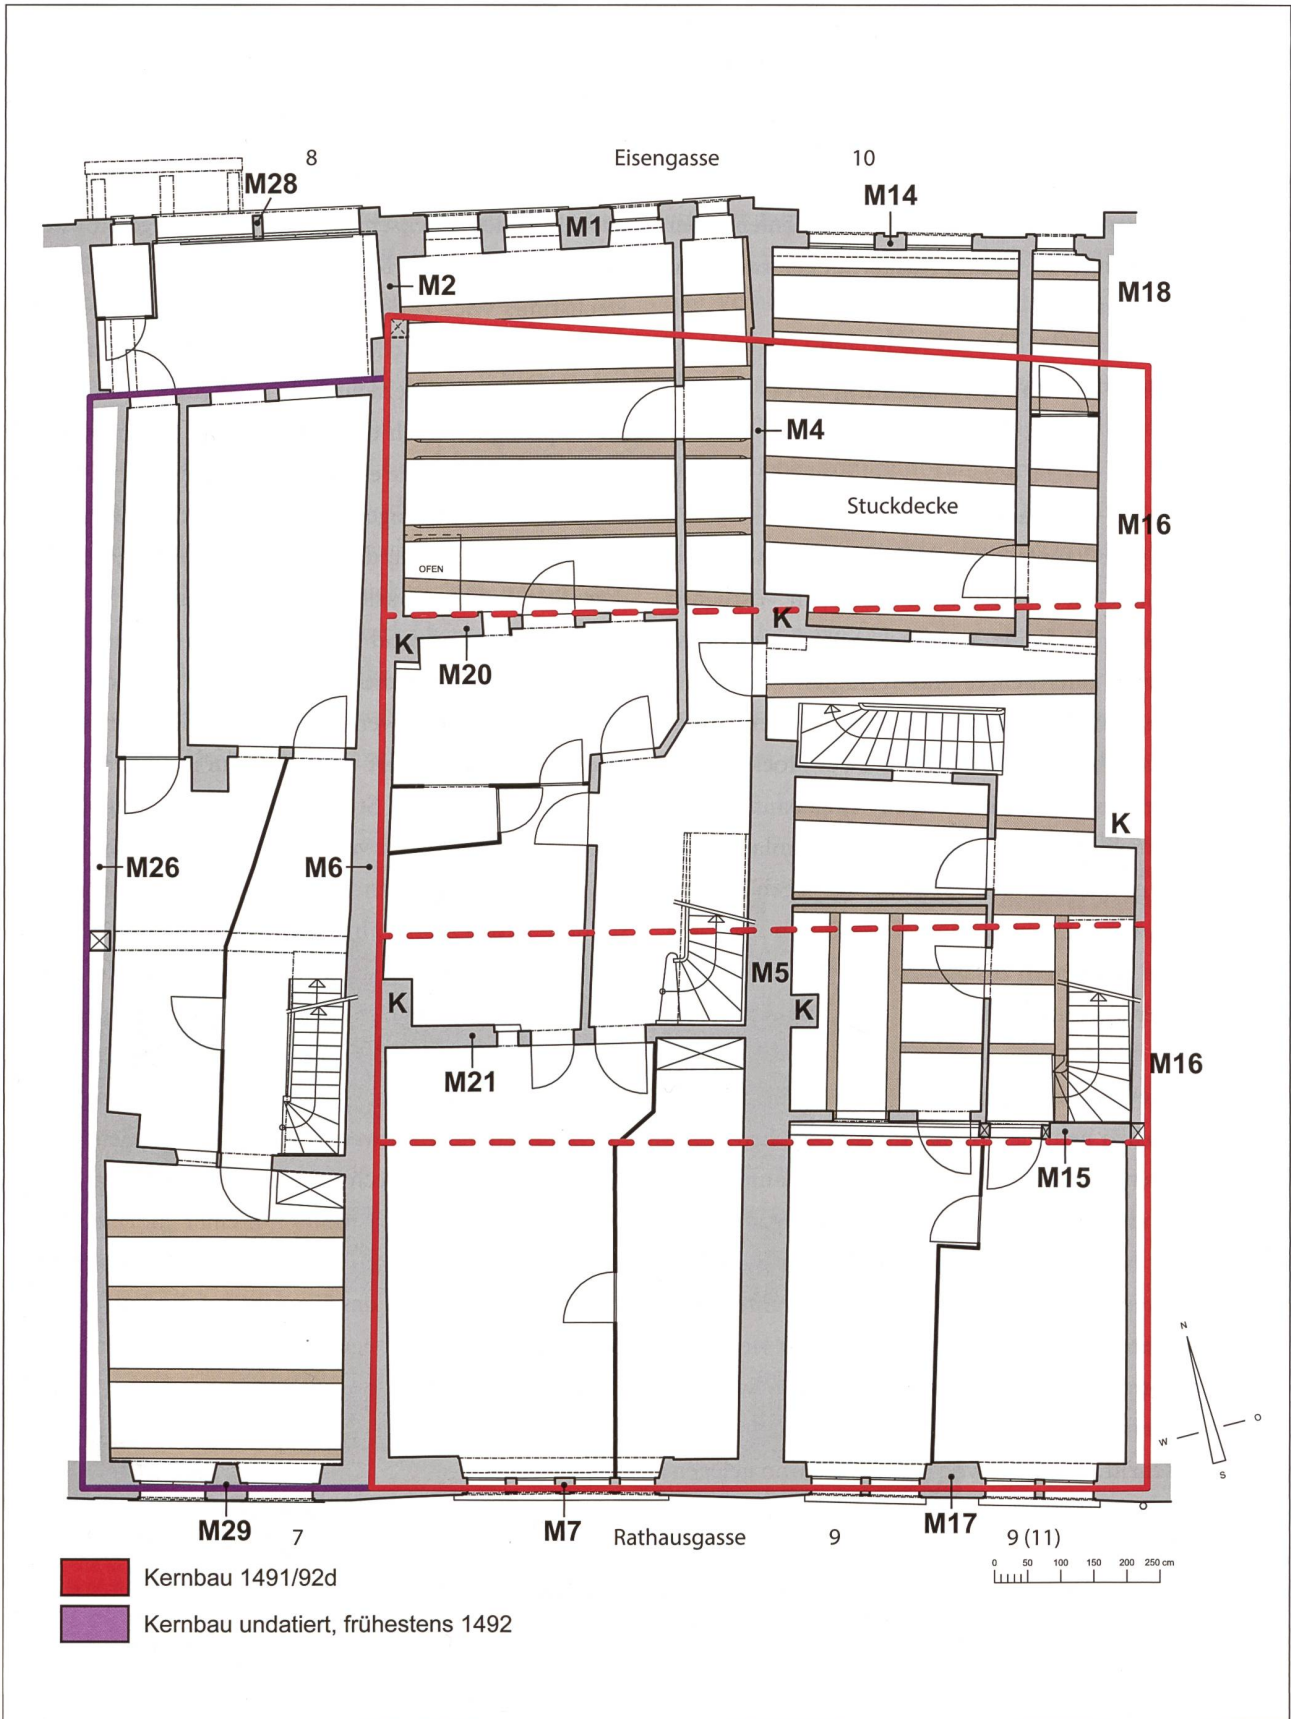 8 Eisengasse 10
M28
M14
M1
M2
M18
M4
Stuckdecke
M16
OFEN
K
K
M20
K
M26
M6
M5
K
K
M21
M16
M15
N
W
O
S
M29
M7
M17
7 Rathausgasse 9 9 (11)
0 50 100 150 200 250 cm
Kernbau 1491/92d
Kernbau undatiert, frühestens 1492